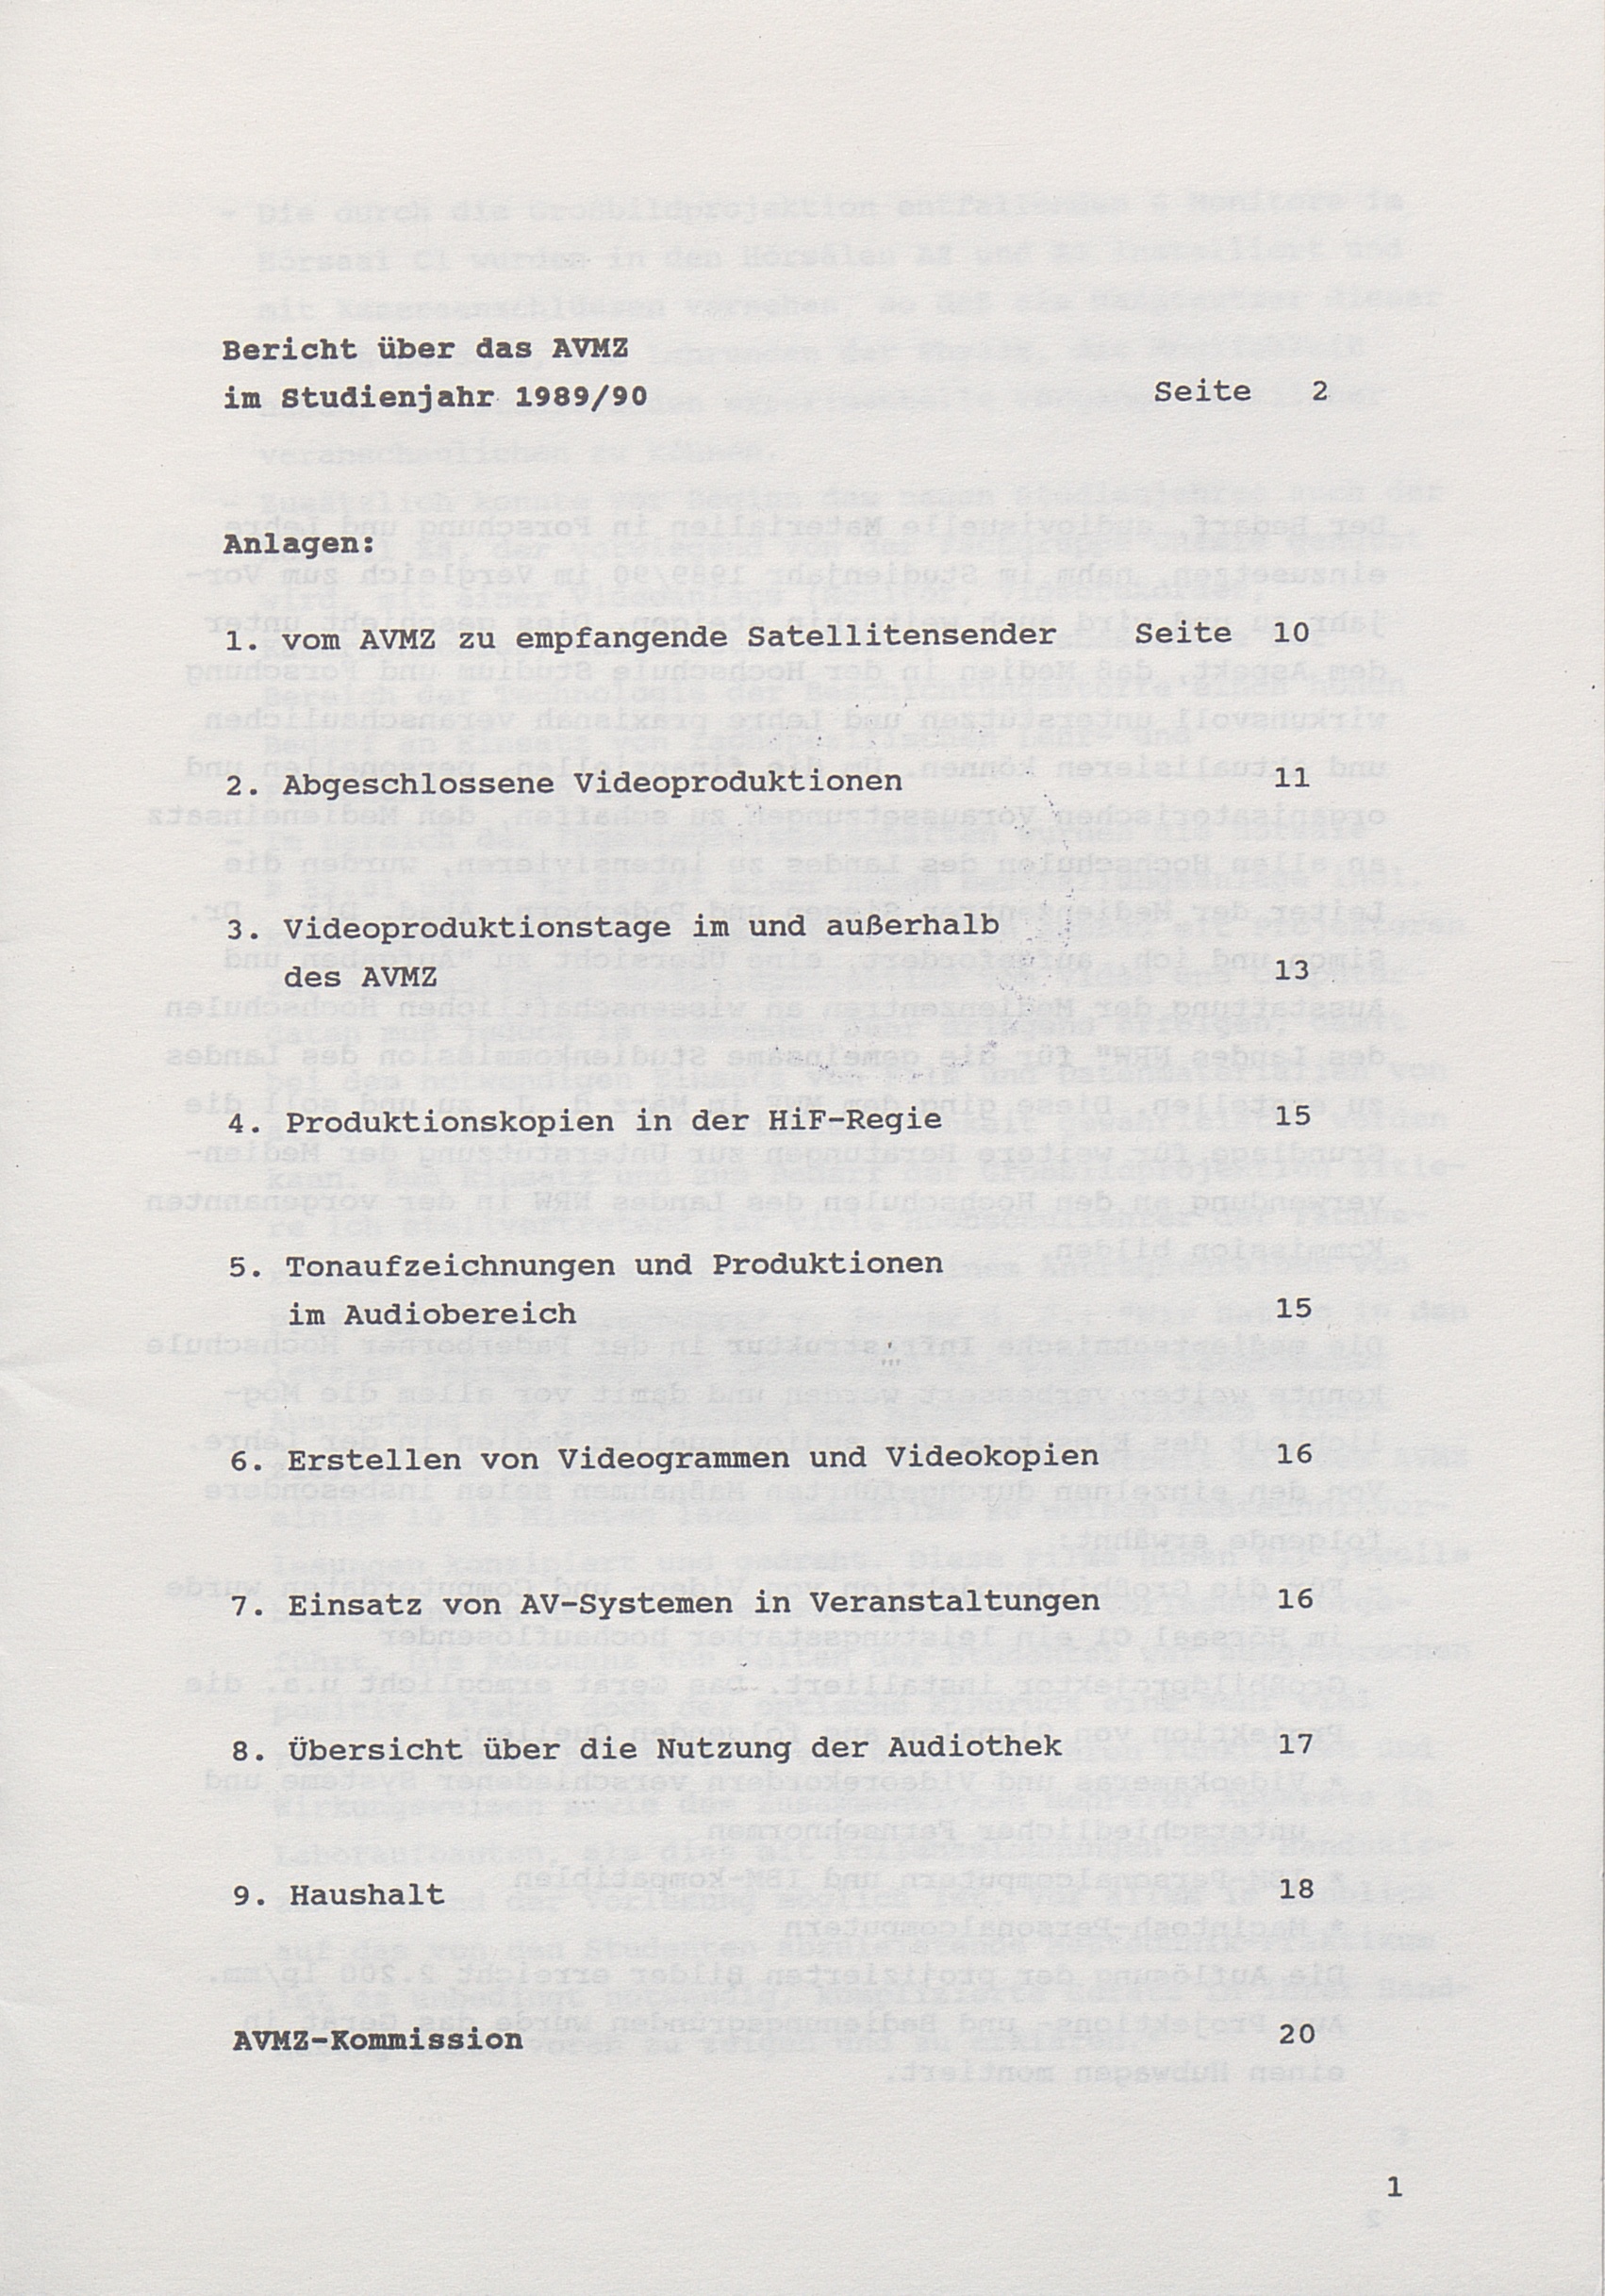 Bericht über das AVMZ
im Studienjahr 1989/90 Seite 2
Anlagen:
1. vom AVMZ zu empfangende Satellitensender Seite 10
2. Abgeschlossene Videoproduktionen 11
3. Videoproduktionstage im und außerhalb
des AVMZ 13
4. Produktionskopien in der HiF-Regie 15
5. Tonaufzeichnungen und Produktionen
im Audiobereich 15
6. Erstellen von Videogrammen und Videokopien 16
7. Einsatz von AV-Systemen in Veranstaltungen 16
8. Übersicht über die Nutzung der Audiothek 17
9. Haushalt 18
AVMZ-Kommission 20
1